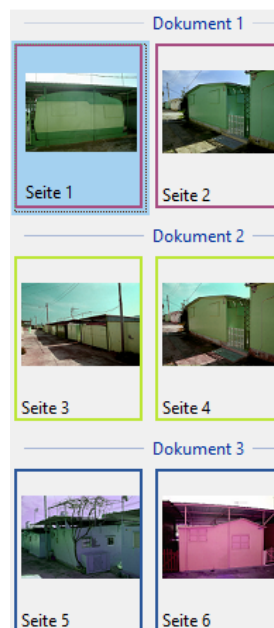 Dokument 1
Seite 1
Seite 2
Dokument 2
Seite 3
Seite 4
Dokument 3
Seite 5
Seite 6